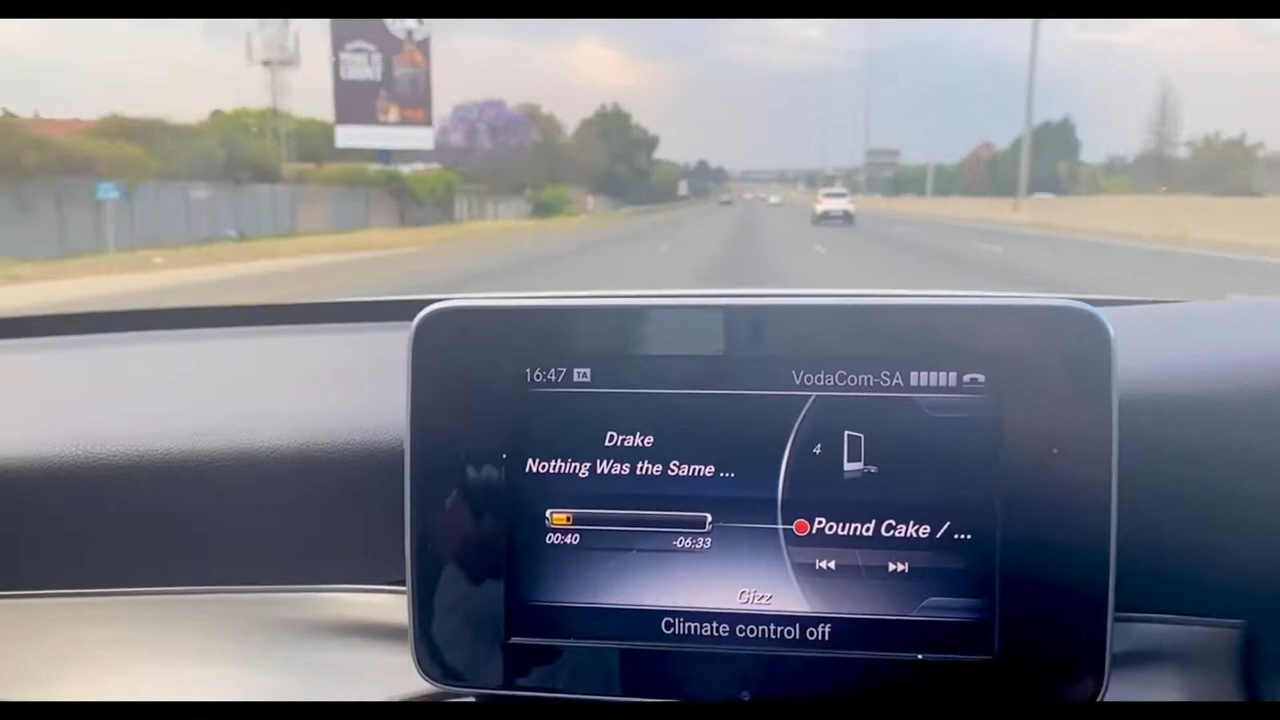 16:47 TA
VodaCom-SA
Drake
Nothing Was the Same ...
4
00:40
-06:33
Pound Cake / ...
Gizz
Climate control off